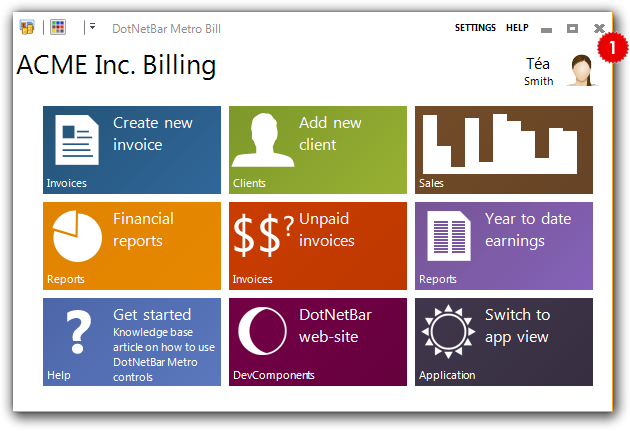 DotNetBar Metro Bill
SETTINGS HELP
1
ACME Inc. Billing
Téa
Smith
Create new
invoice
Invoices
Add new
client
Clients
Sales
Financial
reports
Reports
$$?
Unpaid
invoices
Invoices
Year to date
earnings
Reports
?
Get started
Knowledge base
article on how to use
DotNetBar Metro
controls
Help
DotNetBar
web-site
DevComponents
Switch to
app view
Application